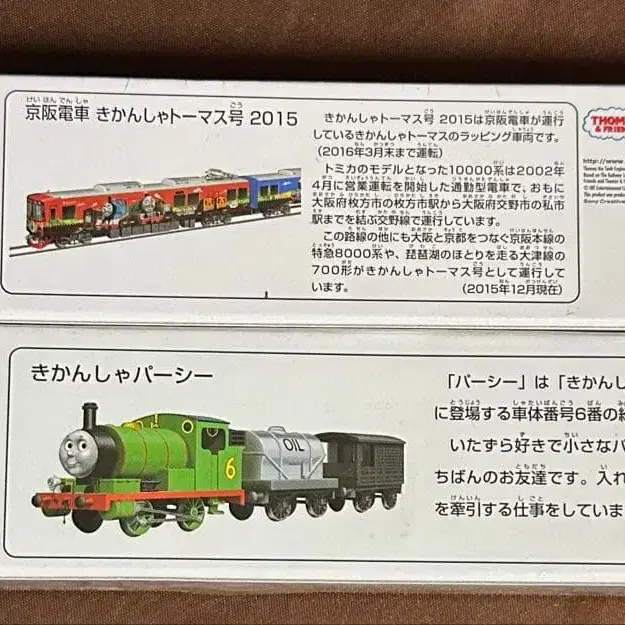 京阪電車 きかんしゃトーマス号 2015
きかんしゃトーマス号 2015は京阪電車が運行
しているきかんしゃトーマスのラッピング車両です。
(2016年3月末まで運転)
トミカのモデルとなった10000系は2002年
4月に営業運転を開始した通勤型電車で、おもに
大阪府枚方市の枚方市駅から大阪府交野市の私市
駅までを結ぶ交野線で運行しています。
この路線の他にも大阪と京都をつなぐ京阪本線の
特急8000系や、琵琶湖のほとりを走る大津線の
700形がきかんしゃトーマス号として運行して
います。
(2015年12月現在)
THOMAS
& FRIENDS
http://www.
きかんしゃパーシー
6
OIL
「パーシー」は「きかんし
に登場する車体番号6番の
いたずら好きで小さなパ
ちばんのお友達です。入れ
を牽引する仕事をしていま